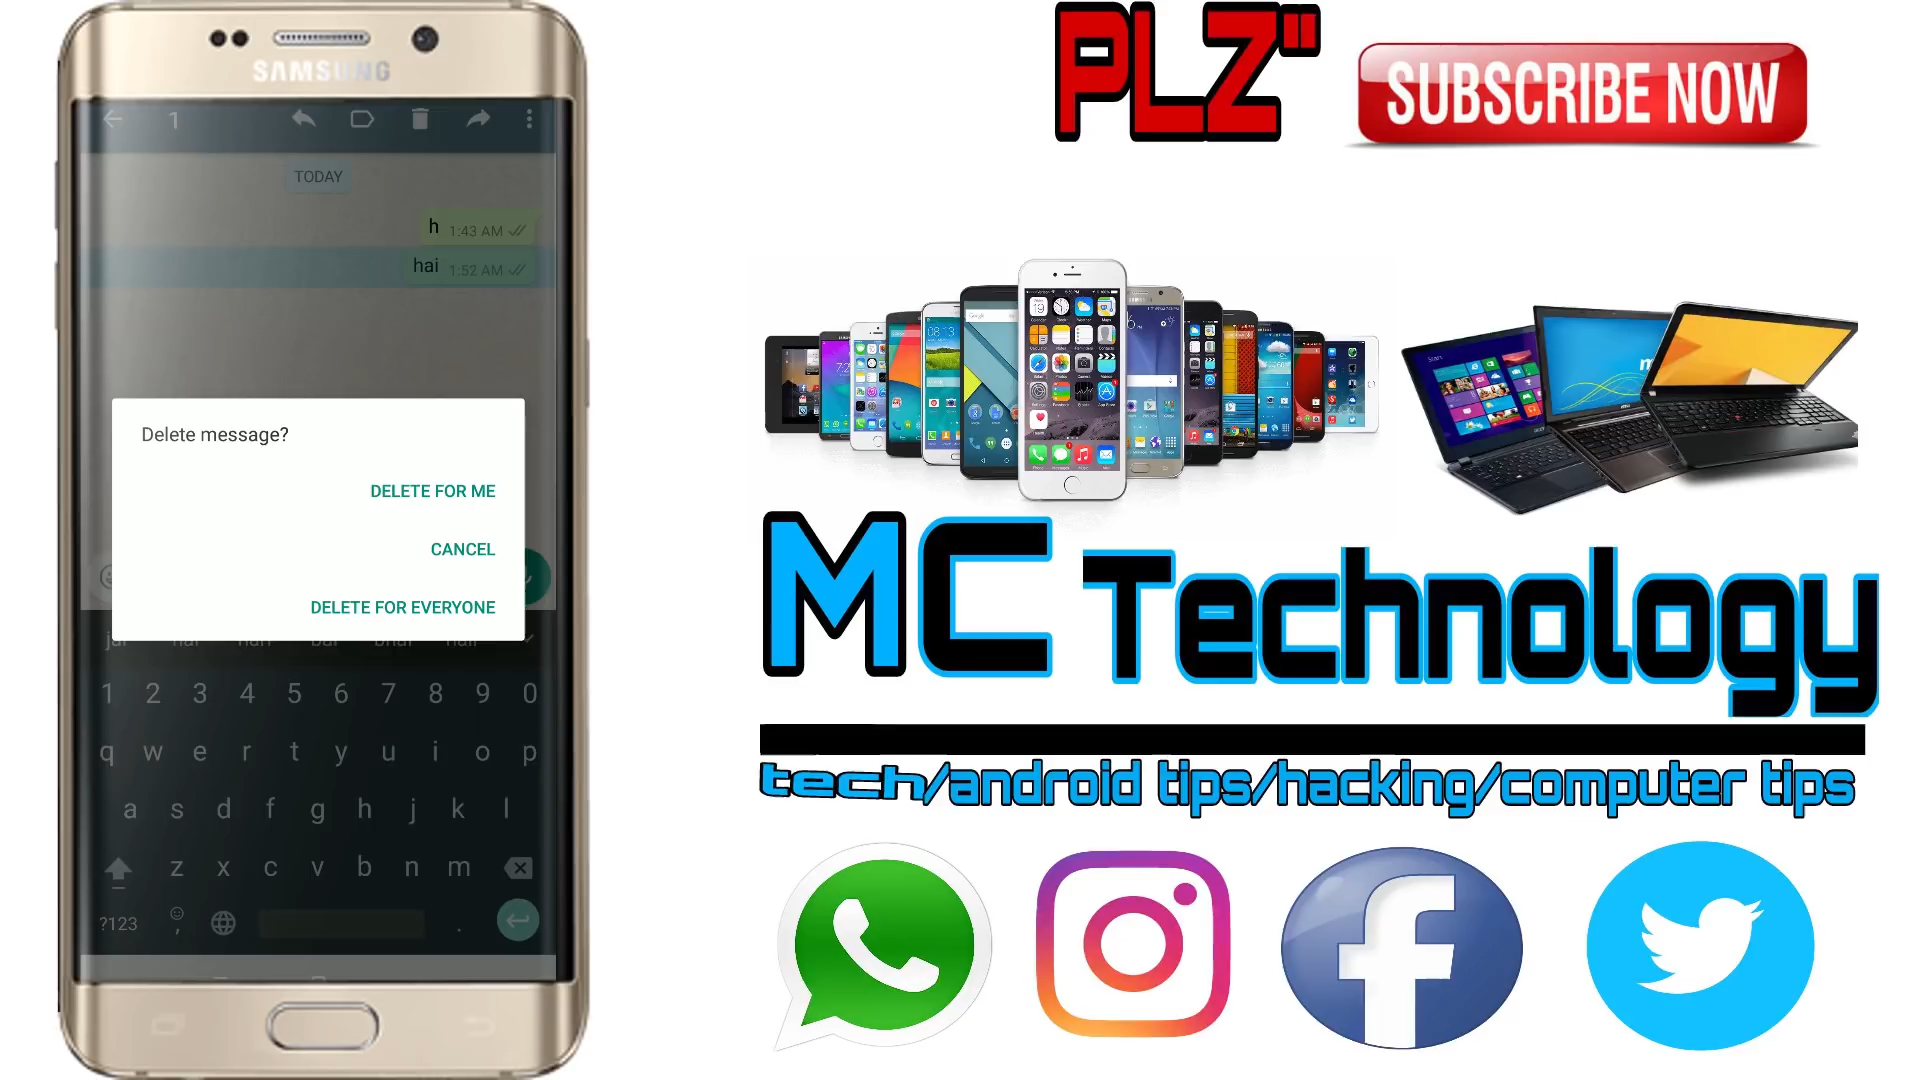 SAMSUNG
1
TODAY
h 1:43 AM
hai 1:52 AM
Delete message?
DELETE FOR ME
CANCEL
DELETE FOR EVERYONE
1 2 3 4 5 6 7 8 9 0
q w e r t y u i o p
a s d f g h j k l
z x c v b n m
?123 , .
PLZ"
SUBSCRIBE NOW
MC Technology
tech/android tips/hacking/computer tips